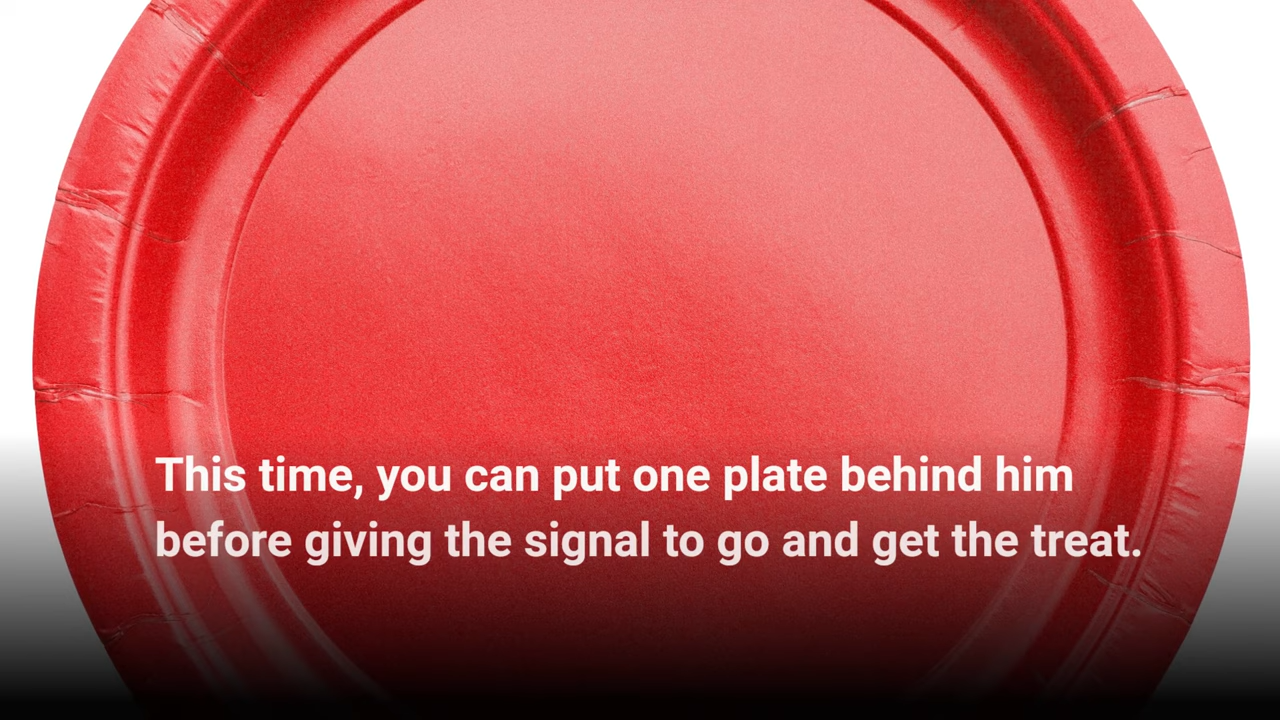 This time, you can put one plate behind him
before giving the signal to go and get the treat.